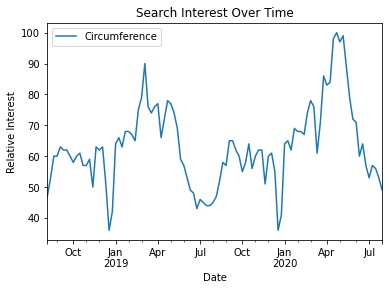 Search Interest Over Time
Circumference
Relative Interest
100
90
80
70
60
50
40
Oct
Jan
2019
Apr
Jul
Oct
Jan
2020
Apr
Jul
Date